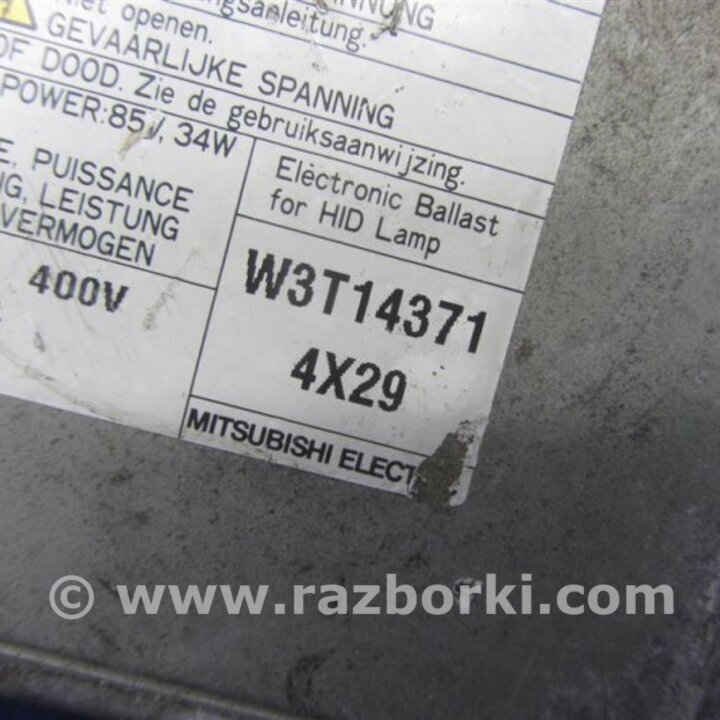 Niet openen.
GEVAARLIJKE SPANNING
OF DOOD. Zie de gebruiksaanwijzing.
POWER:85V, 34W
PUISSANCE
LEISTUNG
VERMOGEN
400V
Electronic Ballast
for HID Lamp
W3T14371
4X29
MITSUBISHI
© www.razborki.com